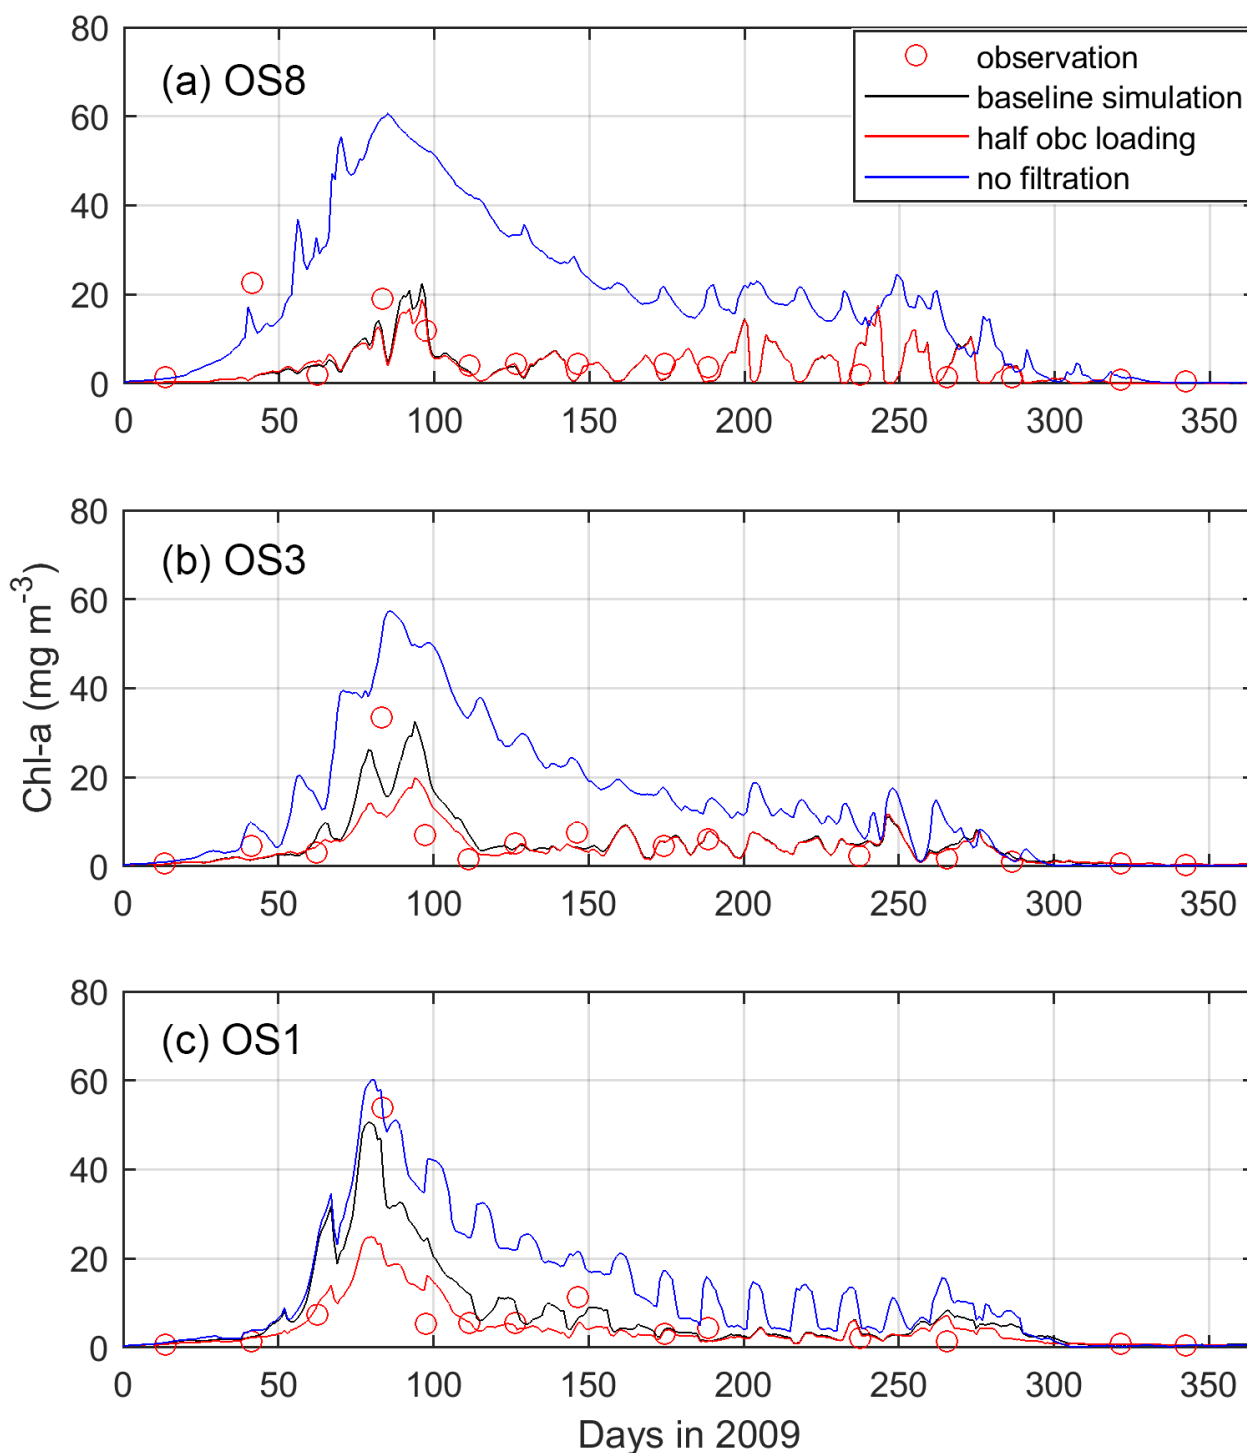 80
60
40
20
0
(a) OS8
observation
baseline simulation
half obc loading
no filtration
0 50 100 150 200 250 300 350
80
60
40
20
0
(b) OS3
0 50 100 150 200 250 300 350
Chl-a (mg m⁻³)
80
60
40
20
0
(c) OS1
0 50 100 150 200 250 300 350
Days in 2009